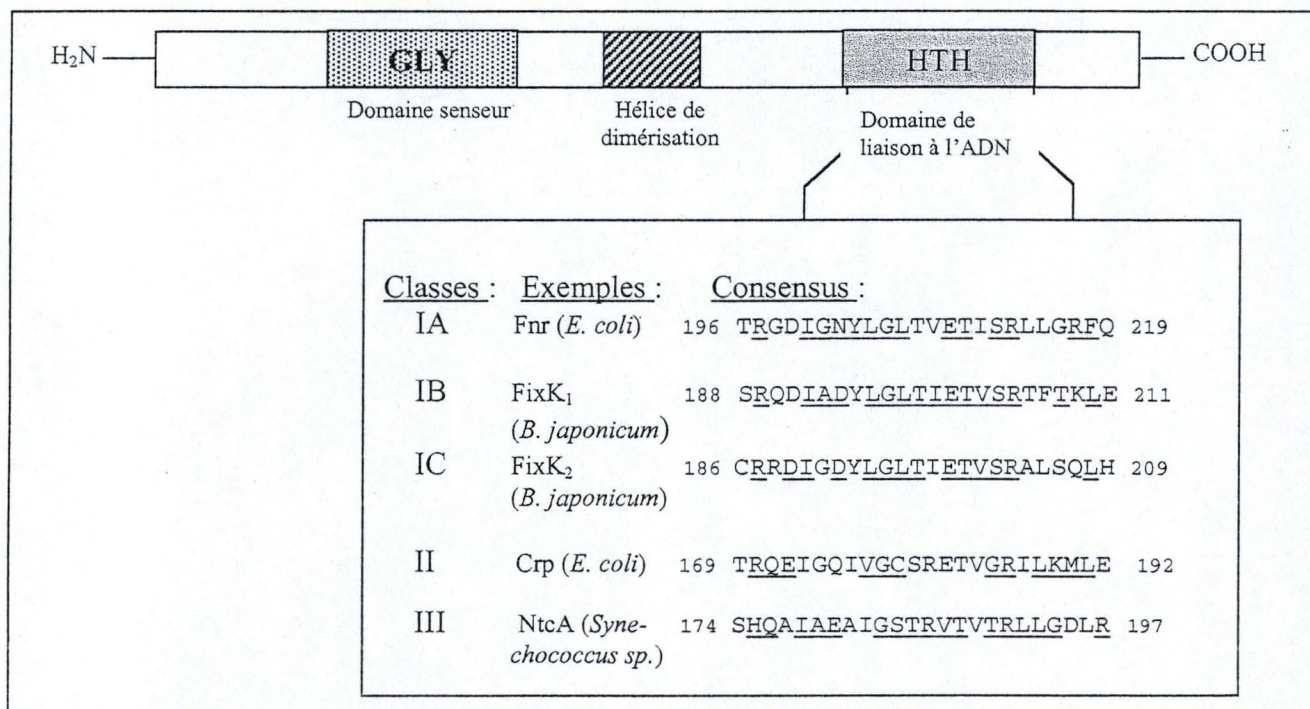 H₂N COOH
GLY HTH
Domaine senseur Hélice de dimérisation Domaine de liaison à l'ADN
Classes : Exemples : Consensus :
IA Fnr (E. coli) 196 TRGDIGNYLGLTVETISRLLGRFQ 219
IB FixK₁ 188 SRQDIADYLGLTIETVSRTFTKLE 211
(B. japonicum)
IC FixK₂ 186 CRRDIGDYLGLTIETVSRALSQLH 209
(B. japonicum)
II Crp (E. coli) 169 TRQEIGQIVGCSRETVGRILKMLE 192
III NtcA (Syne- 174 SHQAIAEAIGSTRVTVTRLLGDLR 197
chococcus sp.)